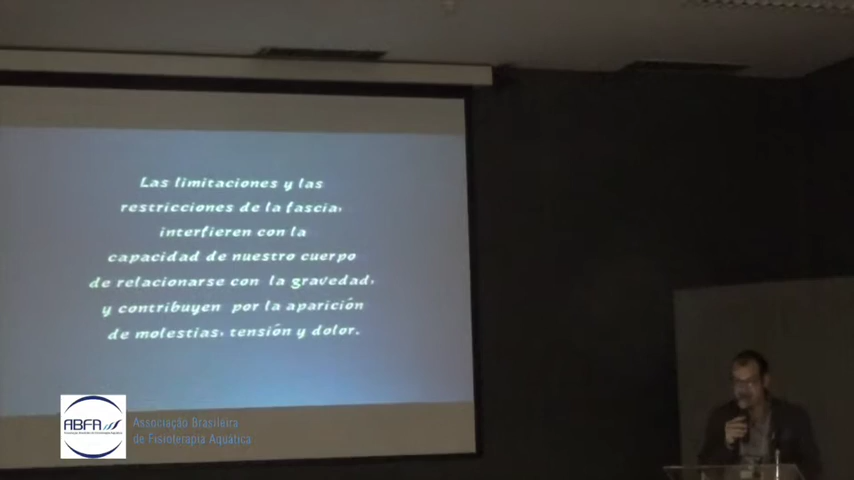 Las limitaciones y las
restricciones de la fascia,
interfieren con la
capacidad de nuestro cuerpo
de relacionarse con la gravedad,
y contribuyen por la aparición
de molestias, tensión y dolor.
ABFA
Associação Brasileira
de Fisioterapia Aquática